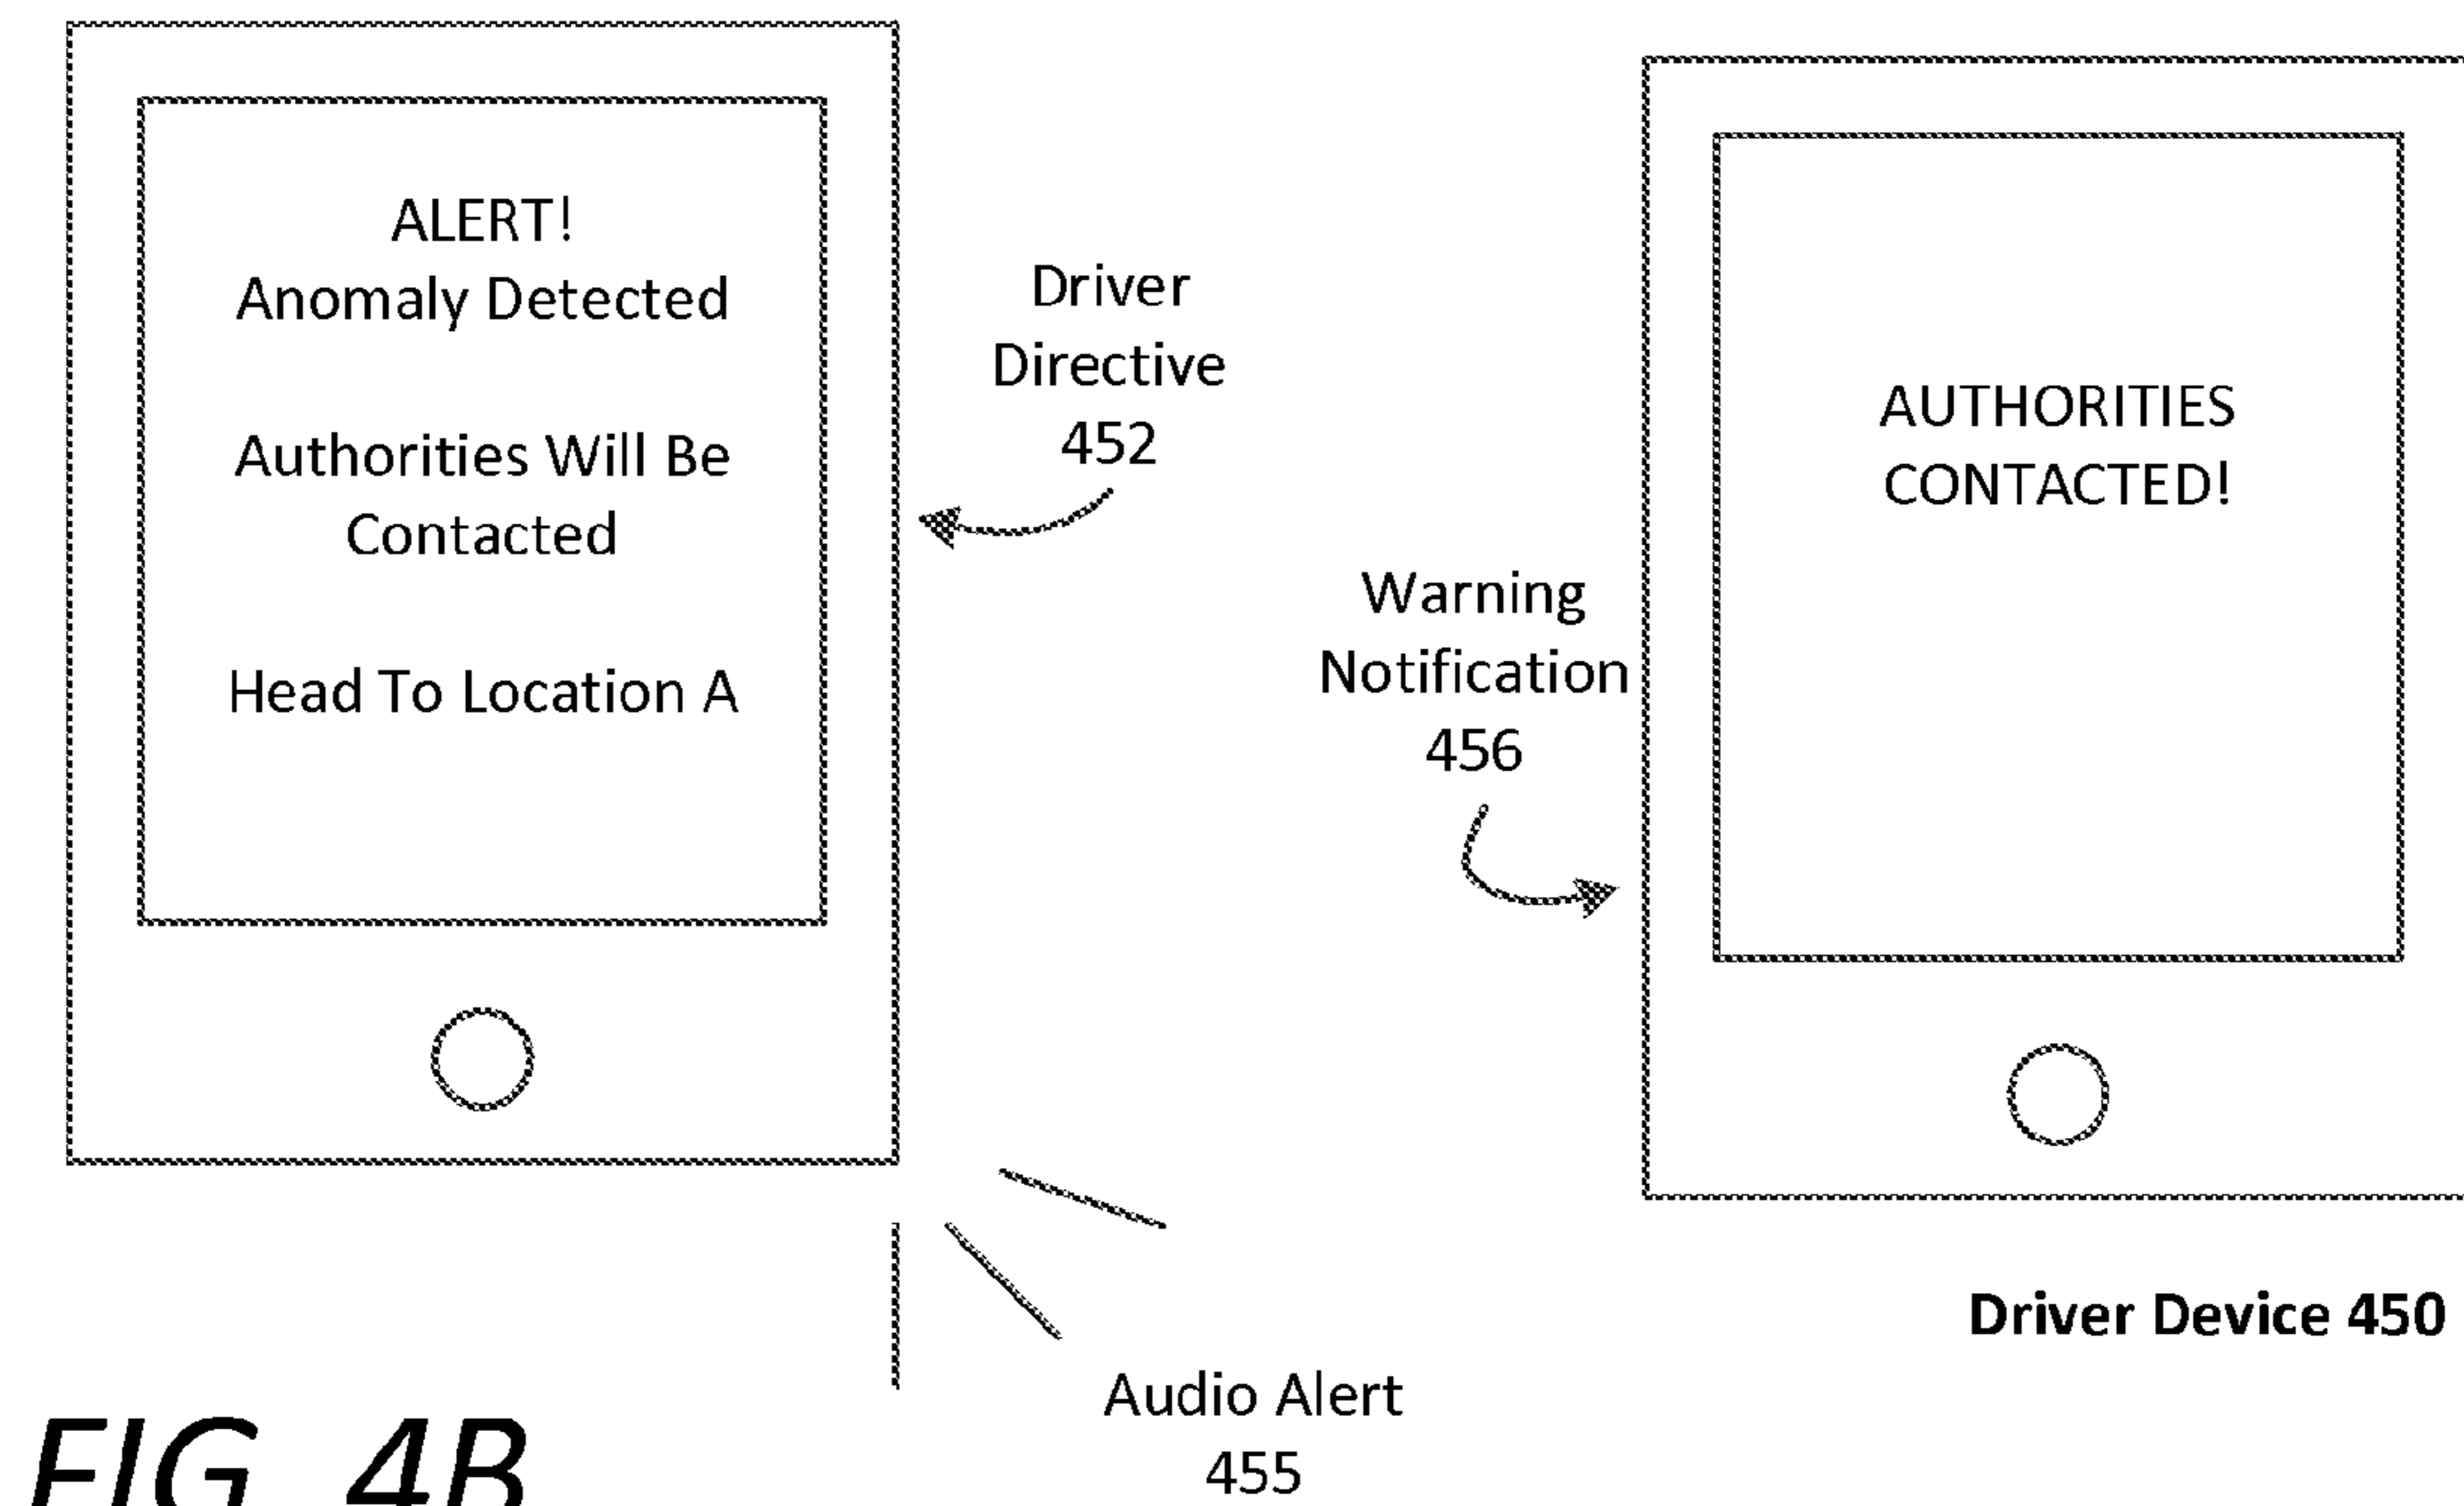 ALERT!
Anomaly Detected
Authorities Will Be
Contacted
Head To Location A
Driver
Directive
452
Warning
Notification
456
AUTHORITIES
CONTACTED!
Driver Device 450
Audio Alert
455
FIG. 4B